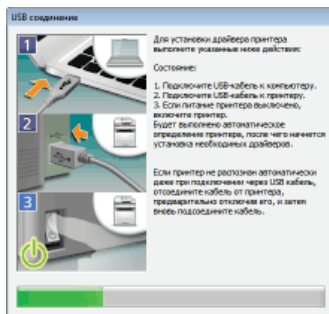 USB соединение
1
Для установки драйвера принтера
выполните указанные ниже действия:
Состояние:
1. Подключите USB-кабель к компьютеру.
2. Подключите USB-кабель к принтеру.
3. Если питание принтера выключено,
включите принтер.
Будет выполнено автоматическое
определение принтера, после чего начнется
установка необходимых драйверов.
2
Если принтер не распознан автоматически
даже при подключении через USB кабель,
отсоедините кабель от принтера,
предварительно отключив его, и затем
вновь подсоедините кабель.
3